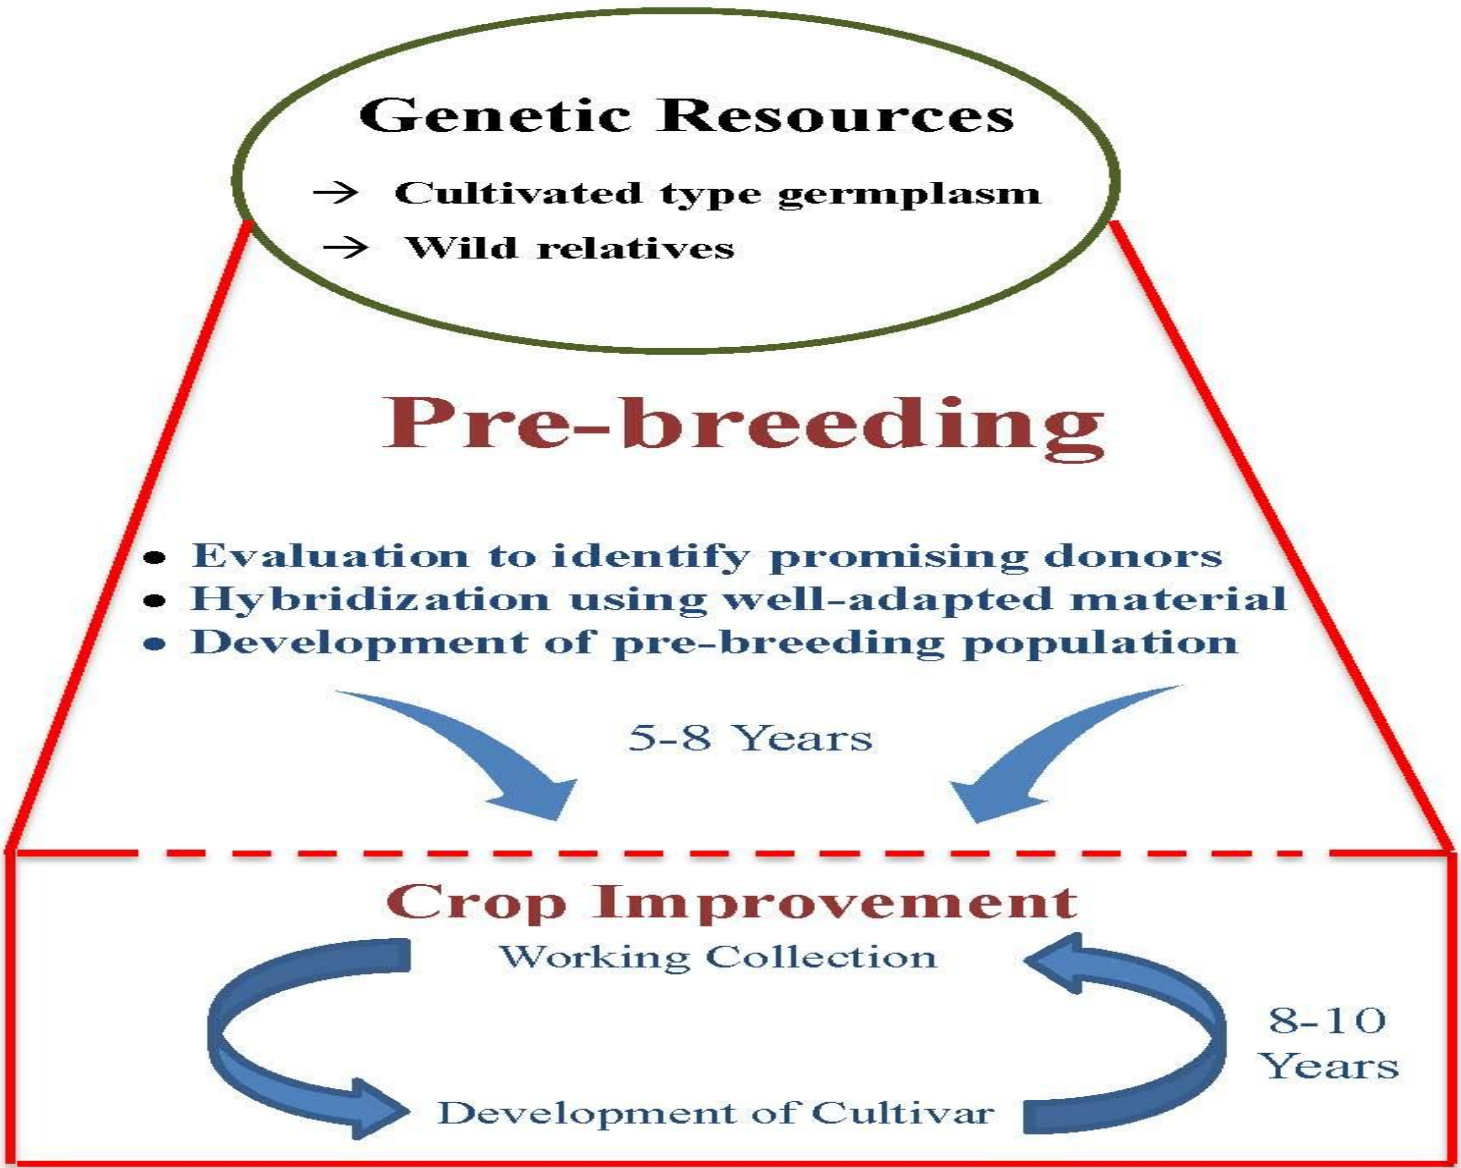 Genetic Resources
→ Cultivated type germplasm
→ Wild relatives
Pre-breeding
• Evaluation to identify promising donors
• Hybridization using well-adapted material
• Development of pre-breeding population
5-8 Years
Crop Improvement
Working Collection
8-10
Years
Development of Cultivar